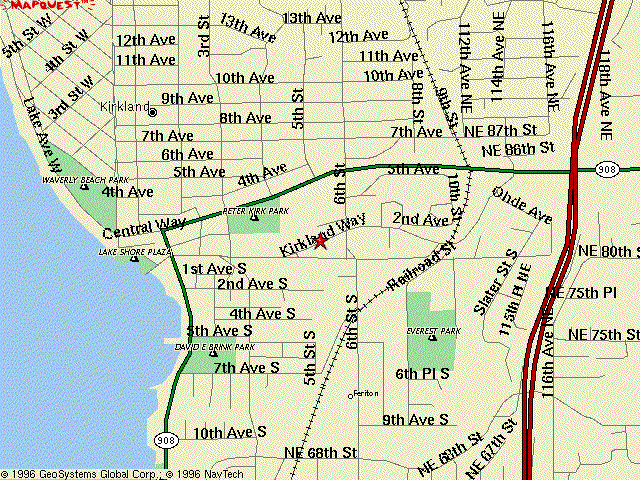 MAPQUEST™
5th St W
4th St W
3rd St W
Lake Ave W
3rd St
13th Ave
13th Ave
12th Ave
12th Ave
11th Ave
11th Ave
10th Ave
10th Ave
9th Ave
Kirkland
8th Ave
7th Ave
7th Ave
6th Ave
5th Ave
4th Ave
4th Ave
5th St
6th St
8th St
9th St
10th St
112th Ave NE
114th Ave NE
116th Ave NE
118th Ave NE
NE 87th St
NE 86th St
5th Ave
908
WAVERLY BEACH PARK
PETER KIRK PARK
Central Way
LAKE SHORE PLAZA
Kirkland Way
2nd Ave
Ohde Ave
Railroad St
NE 80th St
1st Ave S
2nd Ave S
4th Ave S
5th Ave S
DAVID E BRINK PARK
7th Ave S
5th St S
6th St S
EVEREST PARK
Slater St S
115th Pl NE
NE 75th Pl
NE 75th St
116th Ave NE
6th Pl S
Feriton
9th Ave S
10th Ave S
908
NE 68th St
NE 68th St
NE 67th St
© 1996 GeoSystems Global Corp.; © 1996 NavTech